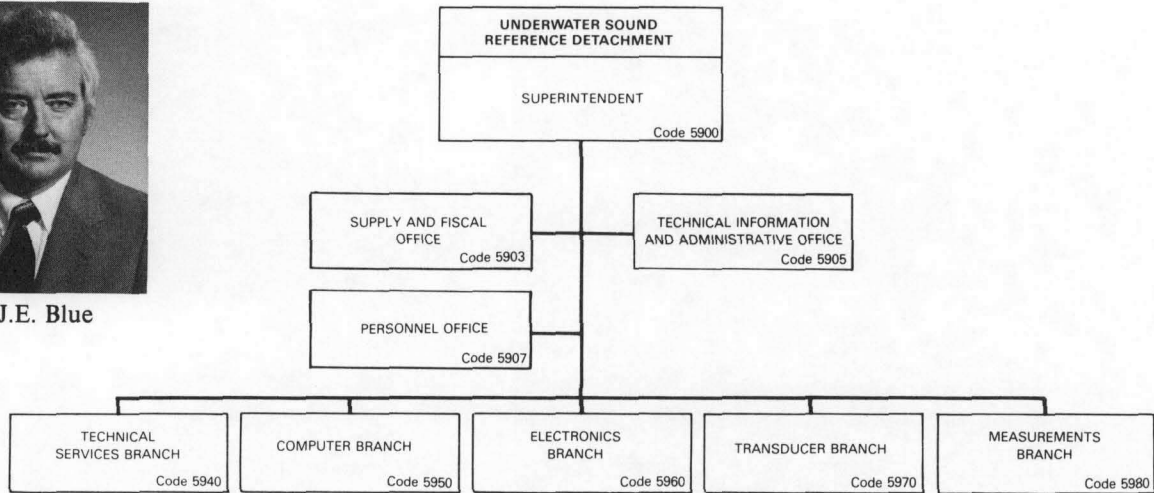 UNDERWATER SOUND
REFERENCE DETACHMENT
SUPERINTENDENT
Code 5900
J.E. Blue
SUPPLY AND FISCAL
OFFICE
Code 5903
TECHNICAL INFORMATION
AND ADMINISTRATIVE OFFICE
Code 5905
PERSONNEL OFFICE
Code 5907
TECHNICAL
SERVICES BRANCH
Code 5940
COMPUTER BRANCH
Code 5950
ELECTRONICS
BRANCH
Code 5960
TRANSDUCER BRANCH
Code 5970
MEASUREMENTS
BRANCH
Code 5980